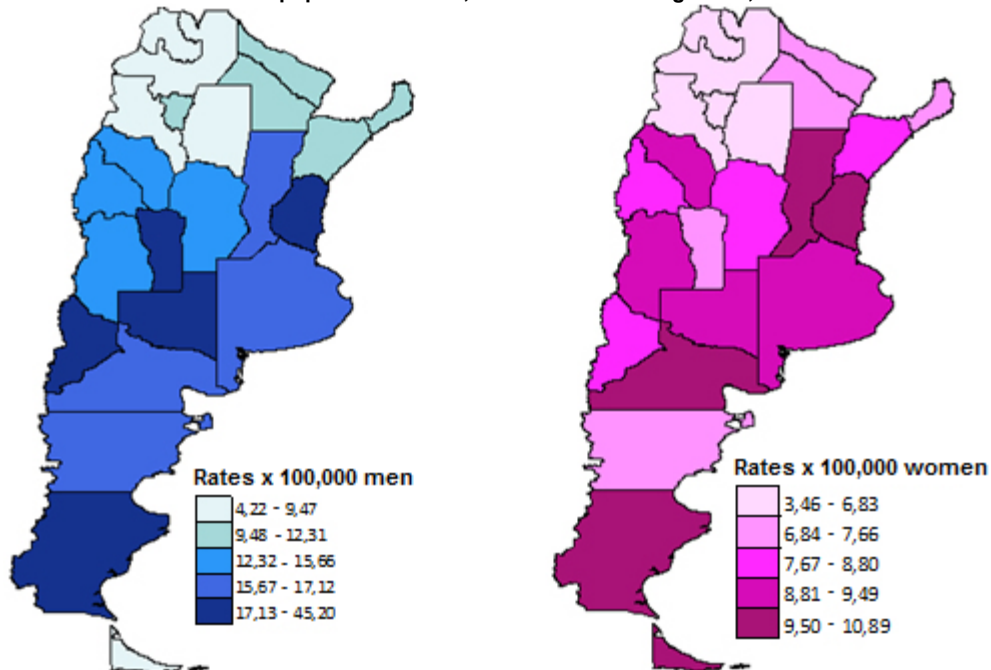 Rates x 100,000 men
4,22 - 9,47
9,48 - 12,31
12,32 - 15,66
15,67 - 17,12
17,13 - 45,20
Rates x 100,000 women
3,46 - 6,83
6,84 - 7,66
7,67 - 8,80
8,81 - 9,49
9,50 - 10,89